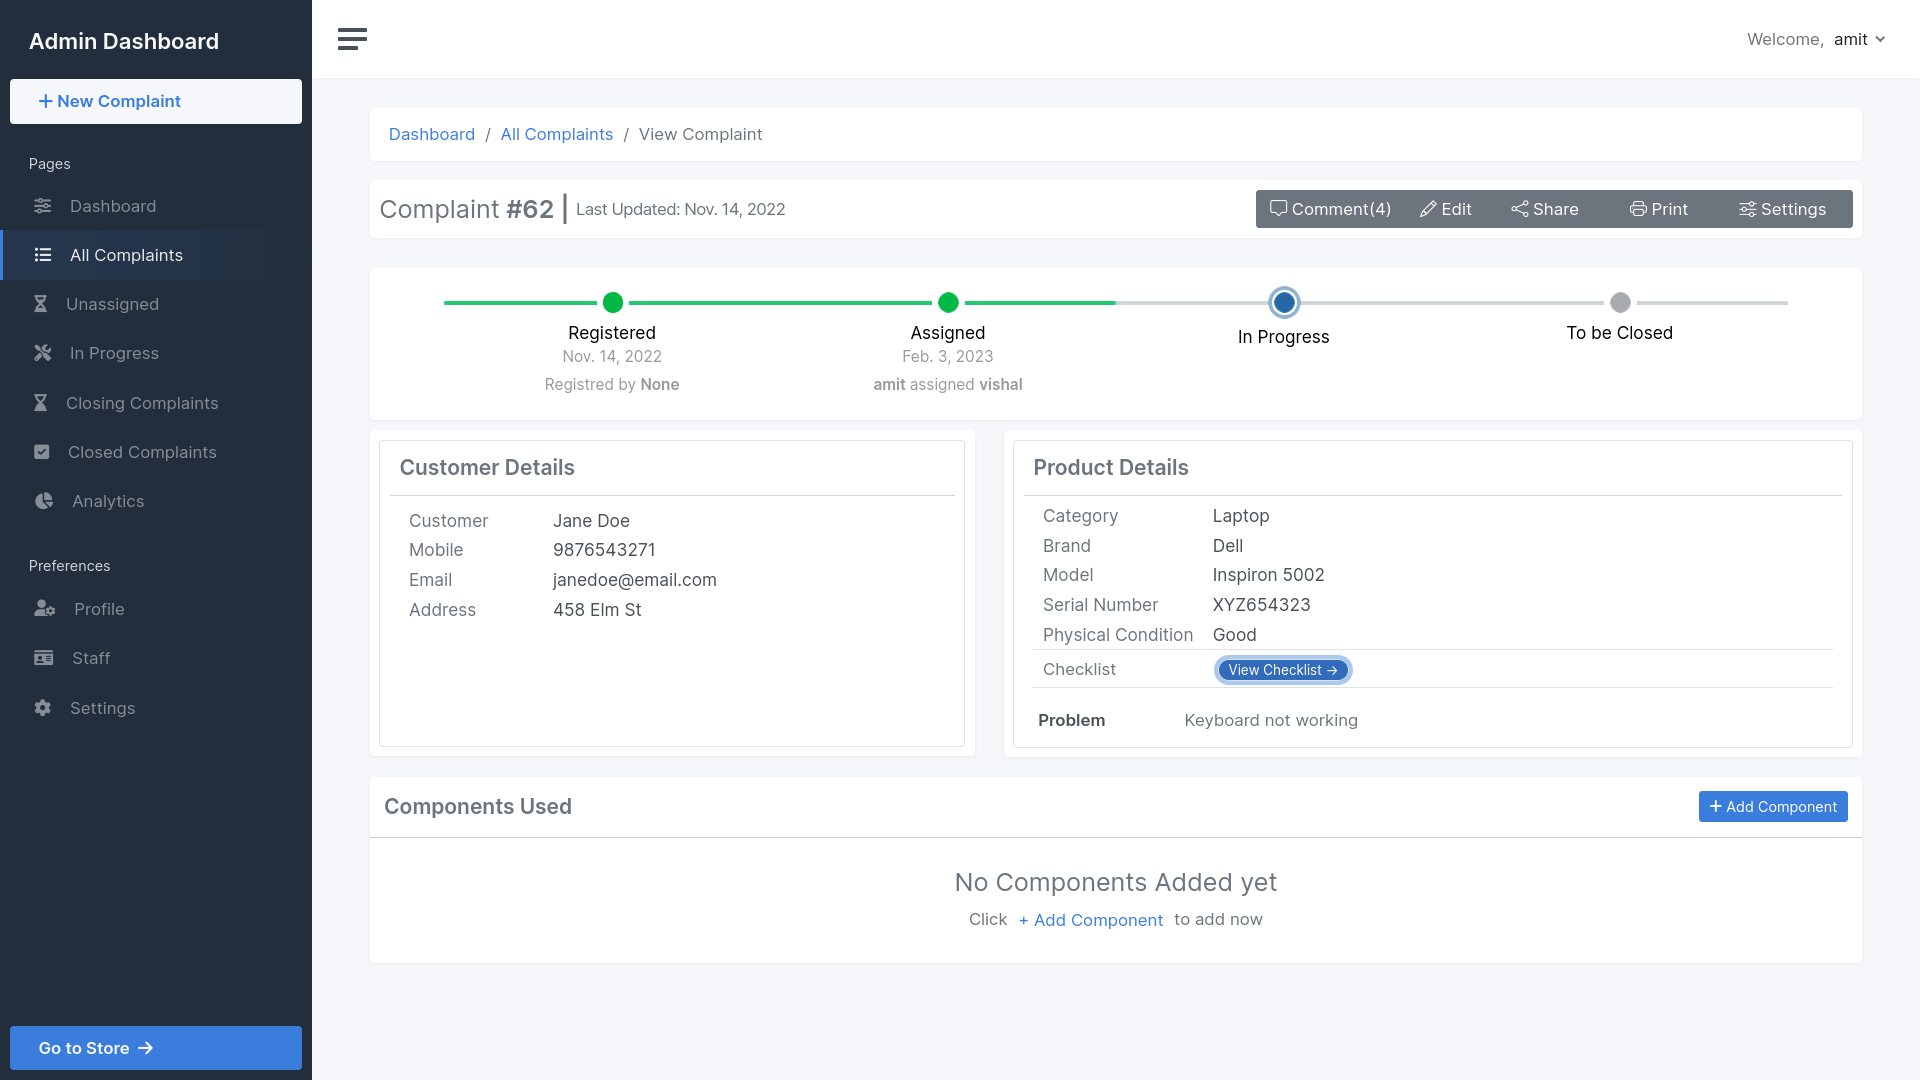 Admin Dashboard
+ New Complaint
Pages
Dashboard
All Complaints
Unassigned
In Progress
Closing Complaints
Closed Complaints
Analytics
Preferences
Profile
Staff
Settings
Go to Store →
Welcome, amit
Dashboard / All Complaints / View Complaint
Complaint #62 | Last Updated: Nov. 14, 2022
Comment(4) Edit Share Print Settings
Registered
Nov. 14, 2022
Registred by None
Assigned
Feb. 3, 2023
amit assigned vishal
In Progress
To be Closed
Customer Details
Customer Jane Doe
Mobile 9876543271
Email janedoe@email.com
Address 458 Elm St
Product Details
Category Laptop
Brand Dell
Model Inspiron 5002
Serial Number XYZ654323
Physical Condition Good
Checklist View Checklist →
Problem Keyboard not working
Components Used
+ Add Component
No Components Added yet
Click + Add Component to add now